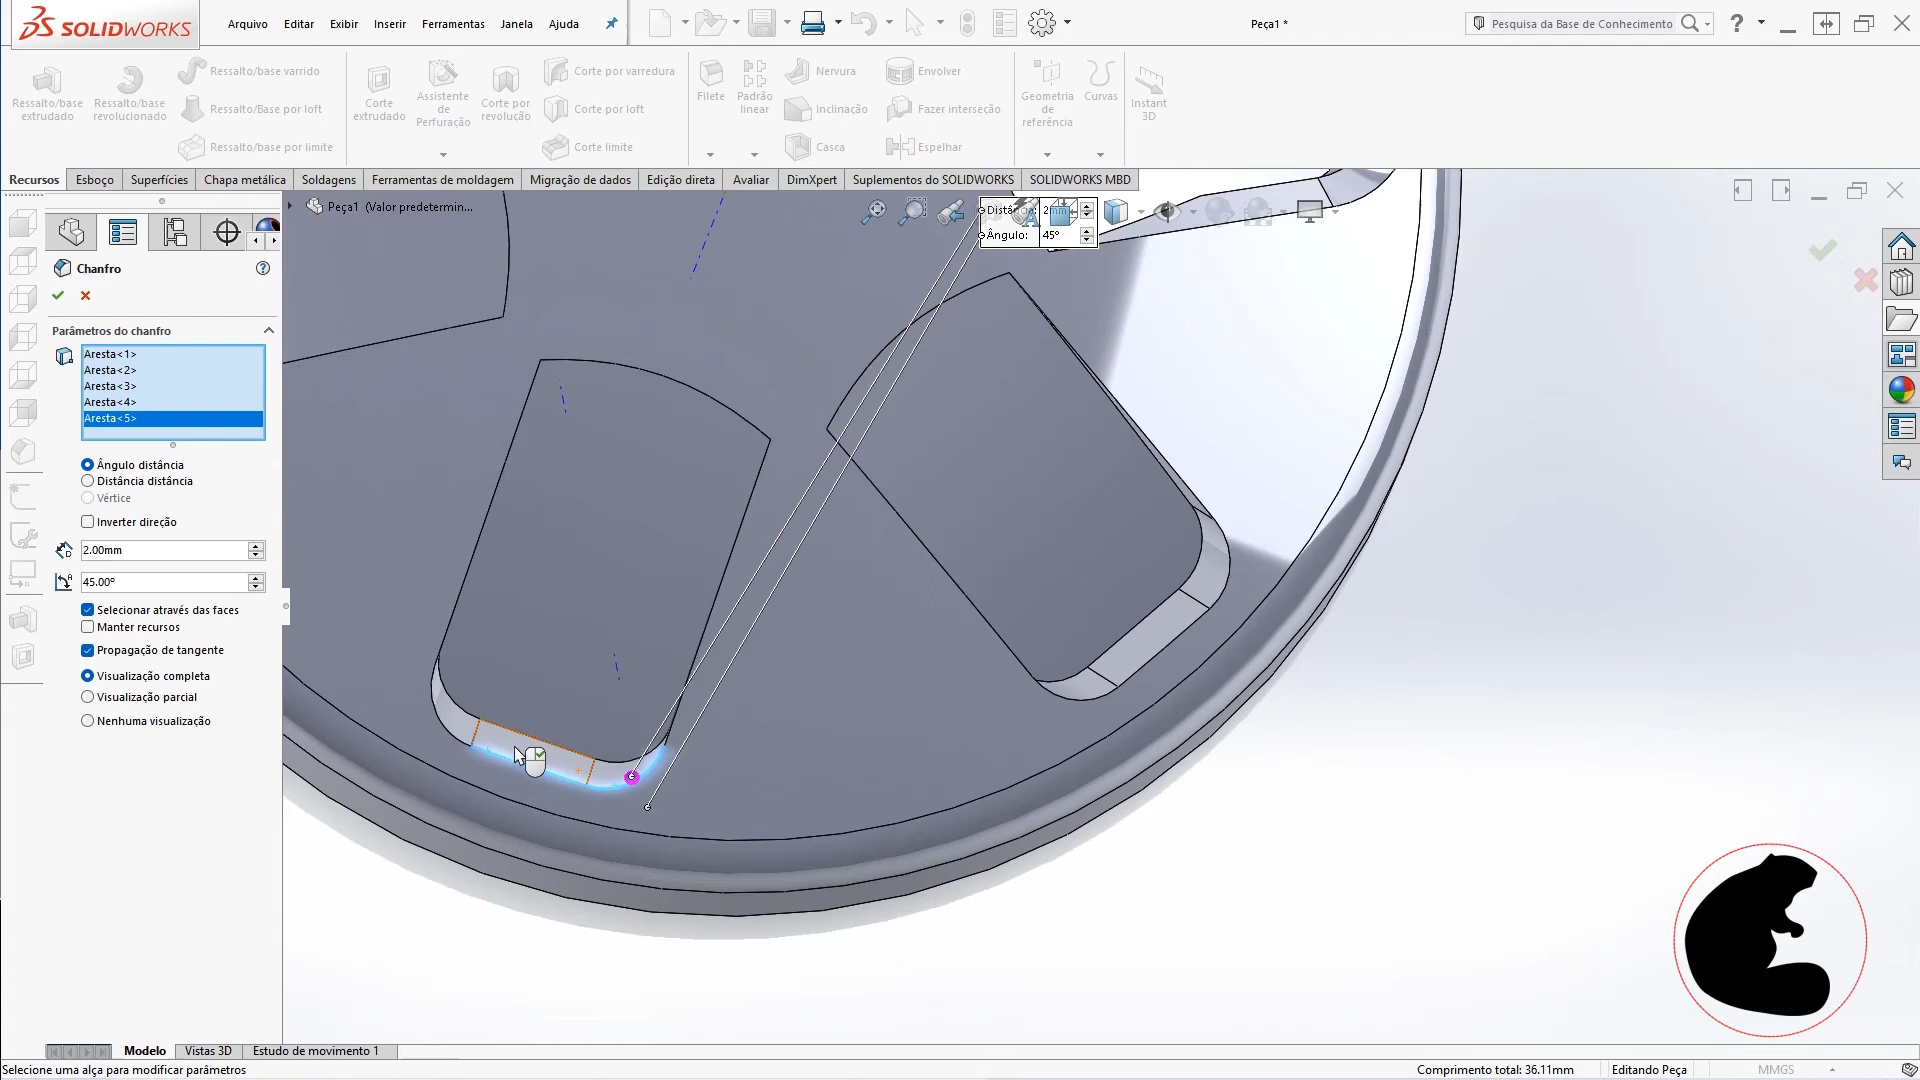 SOLIDWORKS
Arquivo Editar Exibir Inserir Ferramentas Janela Ajuda
Peça1 *
Pesquisa da Base de Conhecimento
?
Ressalto/base extrudado
Ressalto/base revolucionado
Ressalto/base varrido
Ressalto/Base por loft
Ressalto/base por limite
Corte extrudado
Assistente de Perfuração
Corte por revolução
Corte por varredura
Corte por loft
Corte limite
Filete
Padrão linear
Nervura
Inclinação
Casca
Envolver
Fazer interseção
Espelhar
Geometria de referência
Curvas
Instant 3D
Recursos Esboço Superfícies Chapa metálica Soldagens Ferramentas de moldagem Migração de dados Edição direta Avaliar DimXpert Suplementos do SOLIDWORKS SOLIDWORKS MBD
Peça1 (Valor predetermin...
Ângulo: 45°
Chanfro
Parâmetros do chanfro
Aresta<1>
Aresta<2>
Aresta<3>
Aresta<4>
Aresta<5>
Ângulo distância
Distância distância
Vértice
Inverter direção
2.00mm
45.00°
Selecionar através das faces
Manter recursos
Propagação de tangente
Visualização completa
Visualização parcial
Nenhuma visualização
Modelo Vistas 3D Estudo de movimento 1
Selecione uma alça para modificar parâmetros
Comprimento total: 36.11mm Editando Peça MMGS